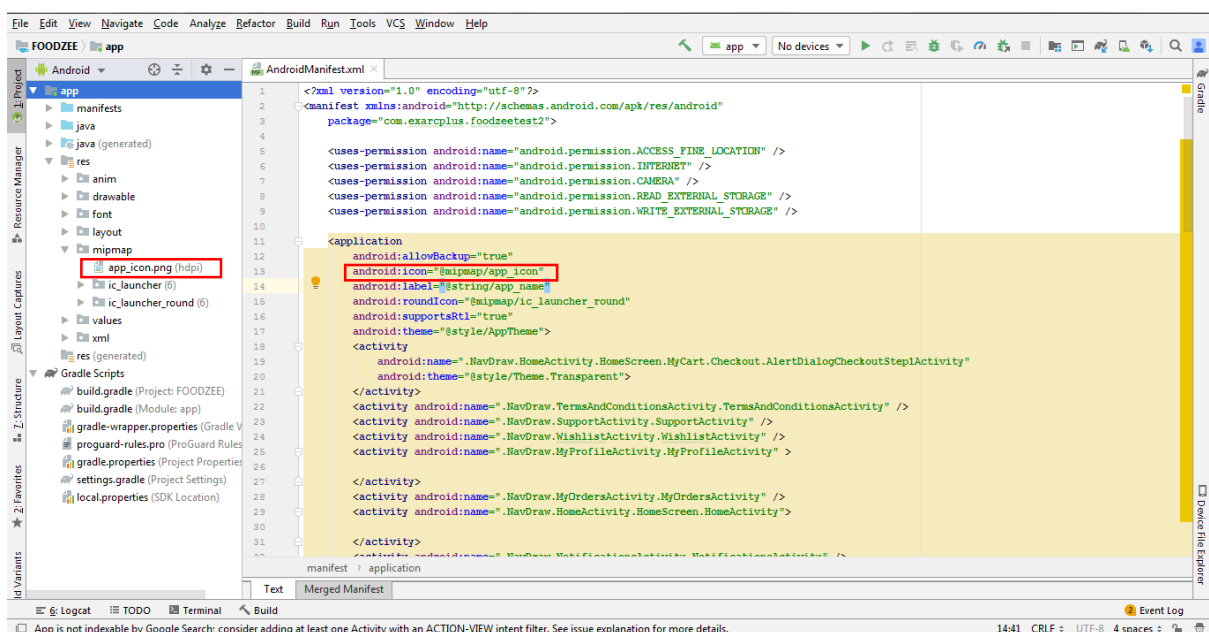 File Edit View Navigate Code Analyze Refactor Build Run Tools VCS Window Help
FOODZEE app
app No devices
Android
AndroidManifest.xml
1: Project
Resource Manager
Layout Captures
Z: Structure
2: Favorites
ld Variants
app
manifests
java
java (generated)
res
anim
drawable
font
layout
mipmap
app_icon.png (hdpi)
ic_launcher (6)
ic_launcher_round (6)
values
xml
res (generated)
Gradle Scripts
build.gradle (Project: FOODZEE)
build.gradle (Module: app)
gradle-wrapper.properties (Gradle V
proguard-rules.pro (ProGuard Rules
gradle.properties (Project Properties
settings.gradle (Project Settings)
local.properties (SDK Location)
1 <?xml version="1.0" encoding="utf-8"?>
2 <manifest xmlns:android="http://schemas.android.com/apk/res/android"
3 package="com.exarcplus.foodzeetest2">
4
5 <uses-permission android:name="android.permission.ACCESS_FINE_LOCATION" />
6 <uses-permission android:name="android.permission.INTERNET" />
7 <uses-permission android:name="android.permission.CAMERA" />
8 <uses-permission android:name="android.permission.READ_EXTERNAL_STORAGE" />
9 <uses-permission android:name="android.permission.WRITE_EXTERNAL_STORAGE" />
10
11 <application
12 android:allowBackup="true"
13 android:icon="@mipmap/app_icon"
14 android:label="@string/app_name"
15 android:roundIcon="@mipmap/ic_launcher_round"
16 android:supportsRtl="true"
17 android:theme="@style/AppTheme">
18 <activity
19 android:name=".NavDraw.HomeActivity.HomeScreen.MyCart.Checkout.AlertDialogCheckoutStep1Activity"
20 android:theme="@style/Theme.Transparent">
21 </activity>
22 <activity android:name=".NavDraw.TermsAndConditionsActivity.TermsAndConditionsActivity" />
23 <activity android:name=".NavDraw.SupportActivity.SupportActivity" />
24 <activity android:name=".NavDraw.WishlistActivity.WishlistActivity" />
25 <activity android:name=".NavDraw.MyProfileActivity.MyProfileActivity" >
26
27 </activity>
28 <activity android:name=".NavDraw.MyOrdersActivity.MyOrdersActivity" />
29 <activity android:name=".NavDraw.HomeActivity.HomeScreen.HomeActivity">
30
31 </activity>
<activity android:name=".NavDraw.NotificationActivity.NotificationActivity" />
manifest > application
Text Merged Manifest
Gradle
Device File Explorer
6: Logcat TODO Terminal Build
2 Event Log
App is not indexable by Google Search; consider adding at least one Activity with an ACTION-VIEW intent filter. See issue explanation for more details.
14:41 CRLF UTF-8 4 spaces